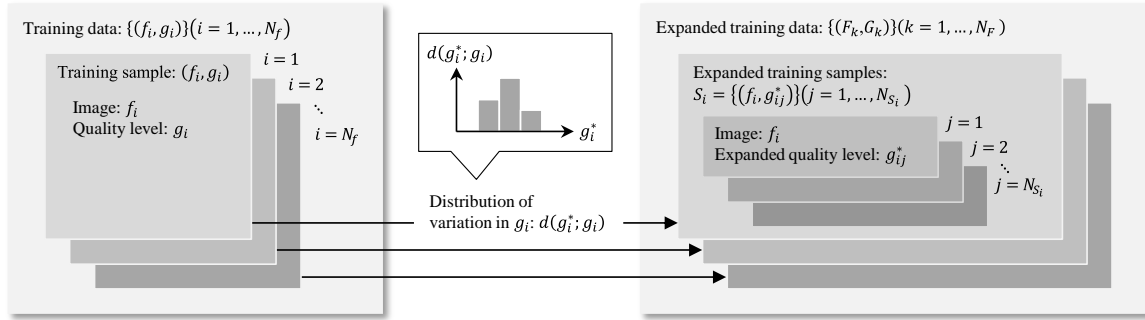 Training data: {(f_i, g_i)}(i = 1, ..., N_f)
Training sample: (f_i, g_i)
Image: f_i
Quality level: g_i
i = 1
i = 2
⋱
i = N_f
d(g_i^*; g_i)
g_i^*
Distribution of
variation in g_i: d(g_i^*; g_i)
Expanded training data: {(F_k, G_k)}(k = 1, ..., N_F )
Expanded training samples:
S_i = {(f_i, g_ij^*)}(j = 1, ..., N_{S_i} )
Image: f_i
Expanded quality level: g_ij^*
j = 1
j = 2
⋱
j = N_{S_i}